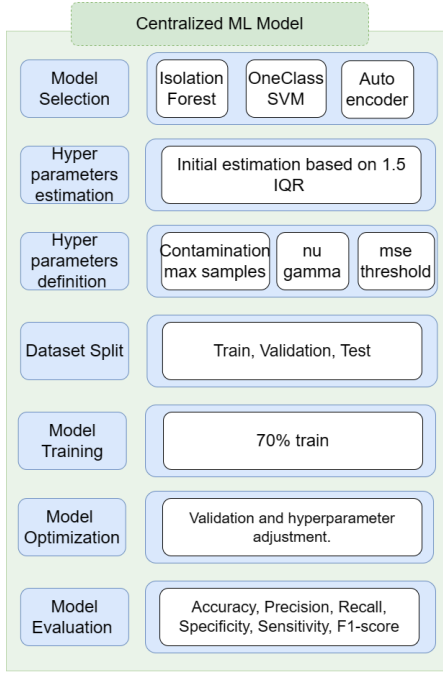 Centralized ML Model
Model
Selection
Isolation
Forest
OneClass
SVM
Auto
encoder
Hyper
parameters
estimation
Initial estimation based on 1.5
IQR
Hyper
parameters
definition
Contamination
max samples
nu
gamma
mse
threshold
Dataset Split
Train, Validation, Test
Model
Training
70% train
Model
Optimization
Validation and hyperparameter
adjustment.
Model
Evaluation
Accuracy, Precision, Recall,
Specificity, Sensitivity, F1-score